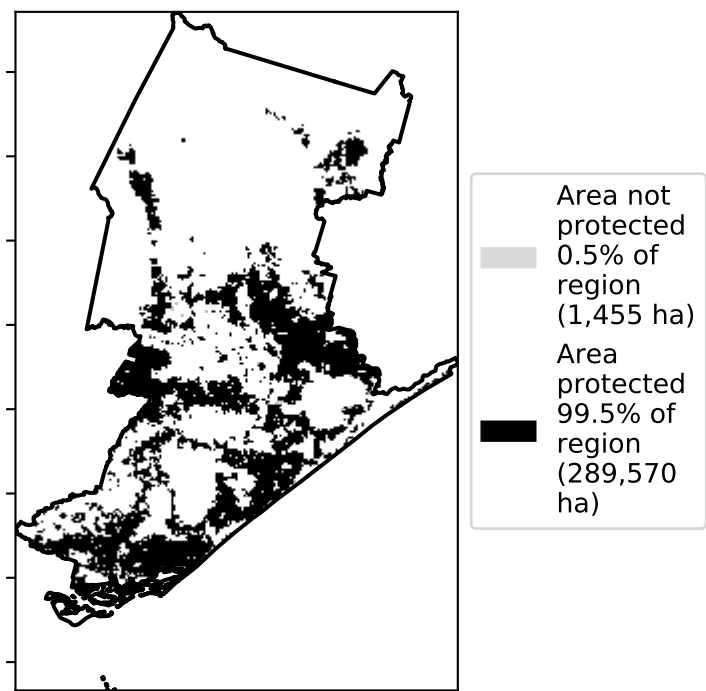 Area not
protected
0.5% of
region
(1,455 ha)
Area
protected
99.5% of
region
(289,570
ha)